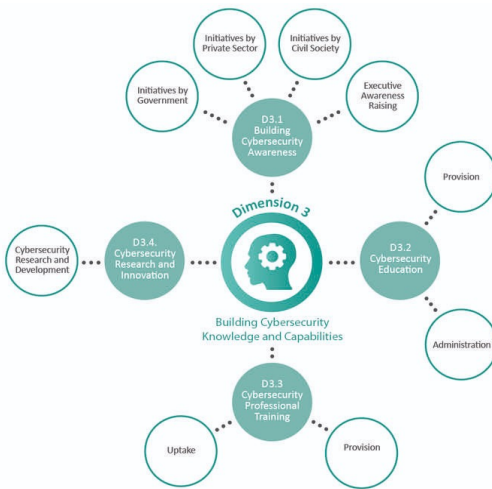 Initiatives by
Private Sector
Initiatives by
Civil Society
Initiatives by
Government
Executive
Awareness
Raising
D3.1
Building
Cybersecurity
Awareness
Provision
Dimension 3
D3.4.
Cybersecurity
Research and
Innovation
Cybersecurity
Research and
Development
D3.2
Cybersecurity
Education
Building Cybersecurity
Knowledge and Capabilities
Administration
D3.3
Cybersecurity
Professional
Training
Uptake
Provision